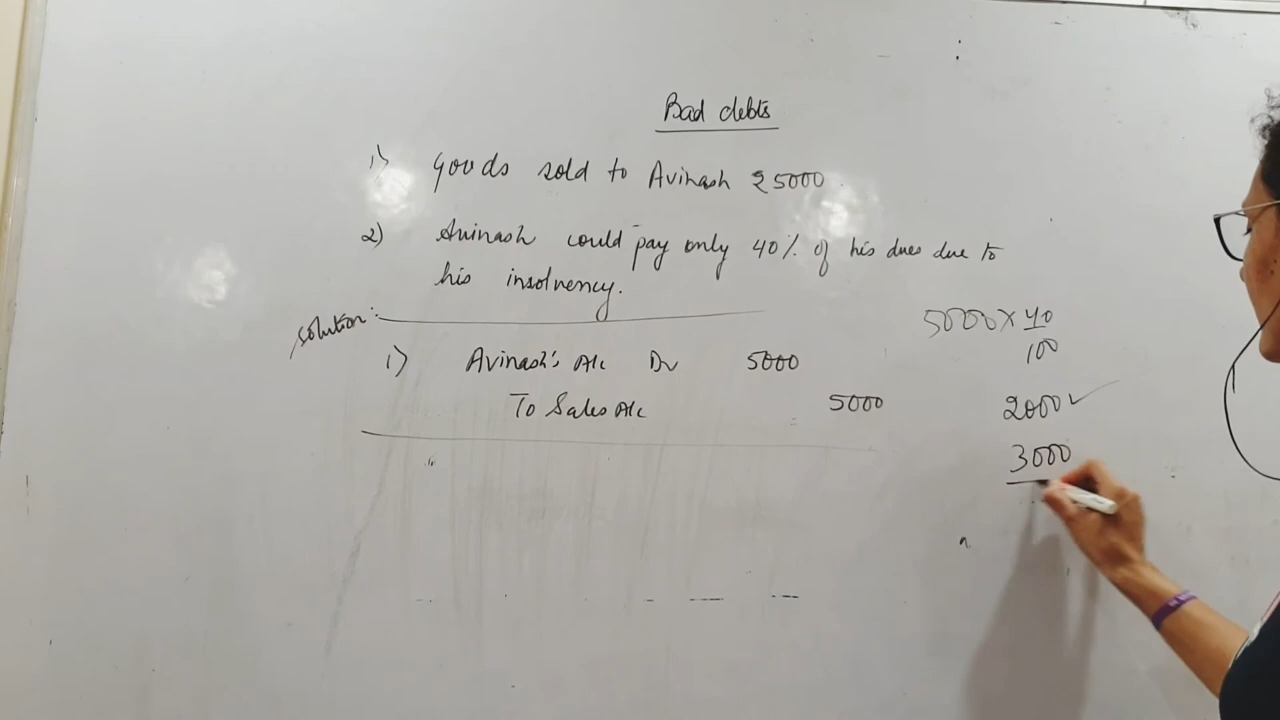 Bad debts
1) Goods sold to Avinash ₹5000
2) Avinash could pay only 40% of his dues due to
his insolvency.
solution:
1) Avinash's A/c Dr 5000
To Sales A/c 5000
5000 × 40
100
2000 ✓
3000